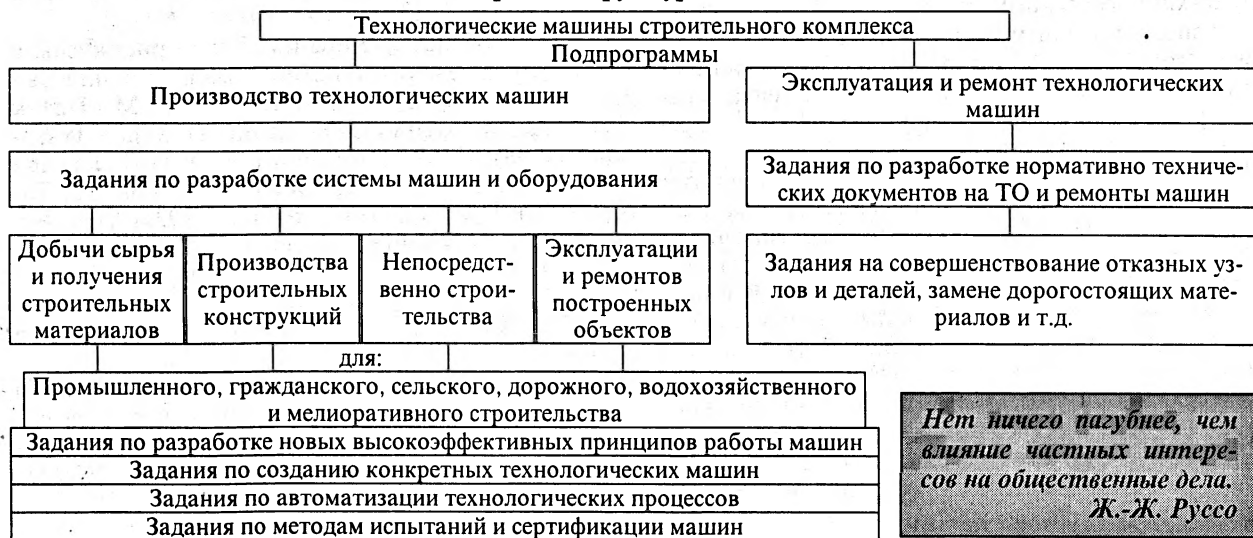 Технологические машины строительного комплекса
Подпрограммы
Производство технологических машин
Эксплуатация и ремонт технологических
машин
Задания по разработке системы машин и оборудования
Задания по разработке нормативно техничес-
ких документов на ТО и ремонты машин
Добычи сырья
и получения
строительных
материалов
Производства
строительных
конструкций
Непосредст-
венно строи-
тельства
Эксплуатации
и ремонтов
построенных
объектов
Задания на совершенствование отказных уз-
лов и деталей, замене дорогостоящих мате-
риалов и т.д.
для:
Промышленного, гражданского, сельского, дорожного, водохозяйственного
и мелиоративного строительства
Задания по разработке новых высокоэффективных принципов работы машин
Задания по созданию конкретных технологических машин
Задания по автоматизации технологических процессов
Задания по методам испытаний и сертификации машин
Нет ничего пагубнее, чем
влияние частных интере-
сов на общественные дела.
Ж.-Ж. Руссо